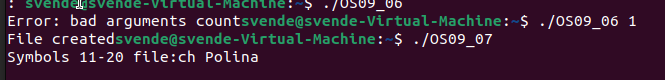 : svende@svende-Virtual-Machine:~$ ./OS09_06
Error: bad arguments countsvende@svende-Virtual-Machine:~$ ./OS09_06 1
File createdsvende@svende-Virtual-Machine:~$ ./OS09_07
Symbols 11-20 file:ch Polina